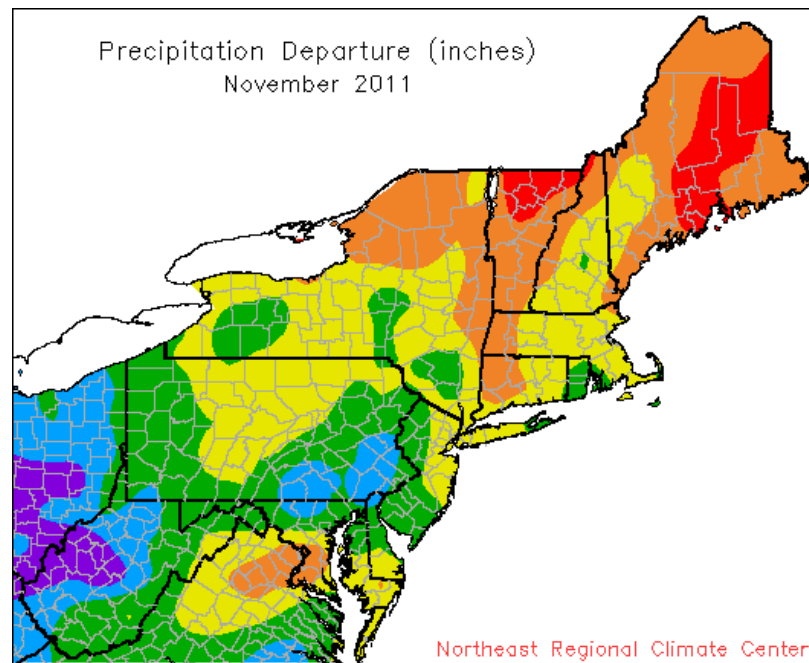 Precipitation Departure (inches)
November 2011
Northeast Regional Climate Center